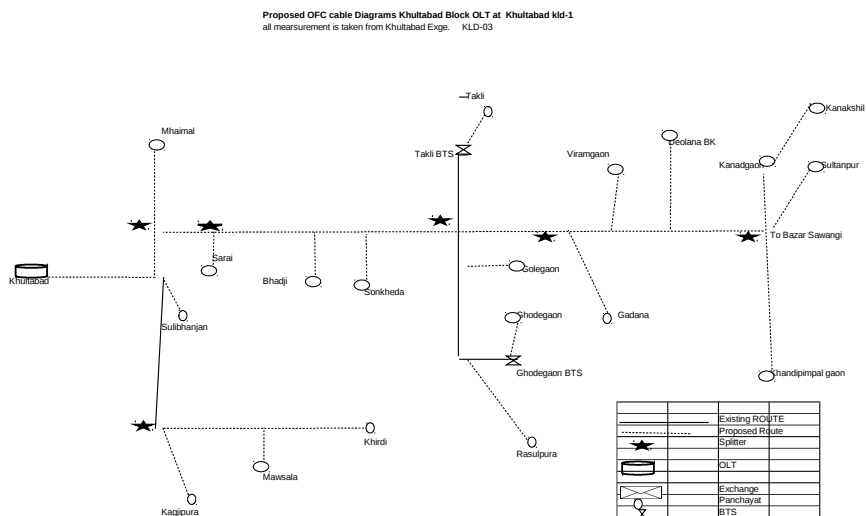 Proposed OFC cable Diagrams Khultabad Block OLT at Khultabad kld-1
all mearsurement is taken from Khultabad Exge. KLD-03
Takli
Kanakshil
Mhaimal
Deolana BK
Takli BTS
Viramgaon
Kanadgaon
Sultanpur
To Bazar Sawangi
Sarai
Golegaon
Khultabad
Bhadji
Sonkheda
Sulibhanjan
Ghodegaon
Gadana
Ghodegaon BTS
Khandipimpal gaon
Khirdi
Rasulpura
Mawsala
Kagjipura
Existing ROUTE
Proposed Route
Splitter
OLT
Exchange
Panchayat
BTS